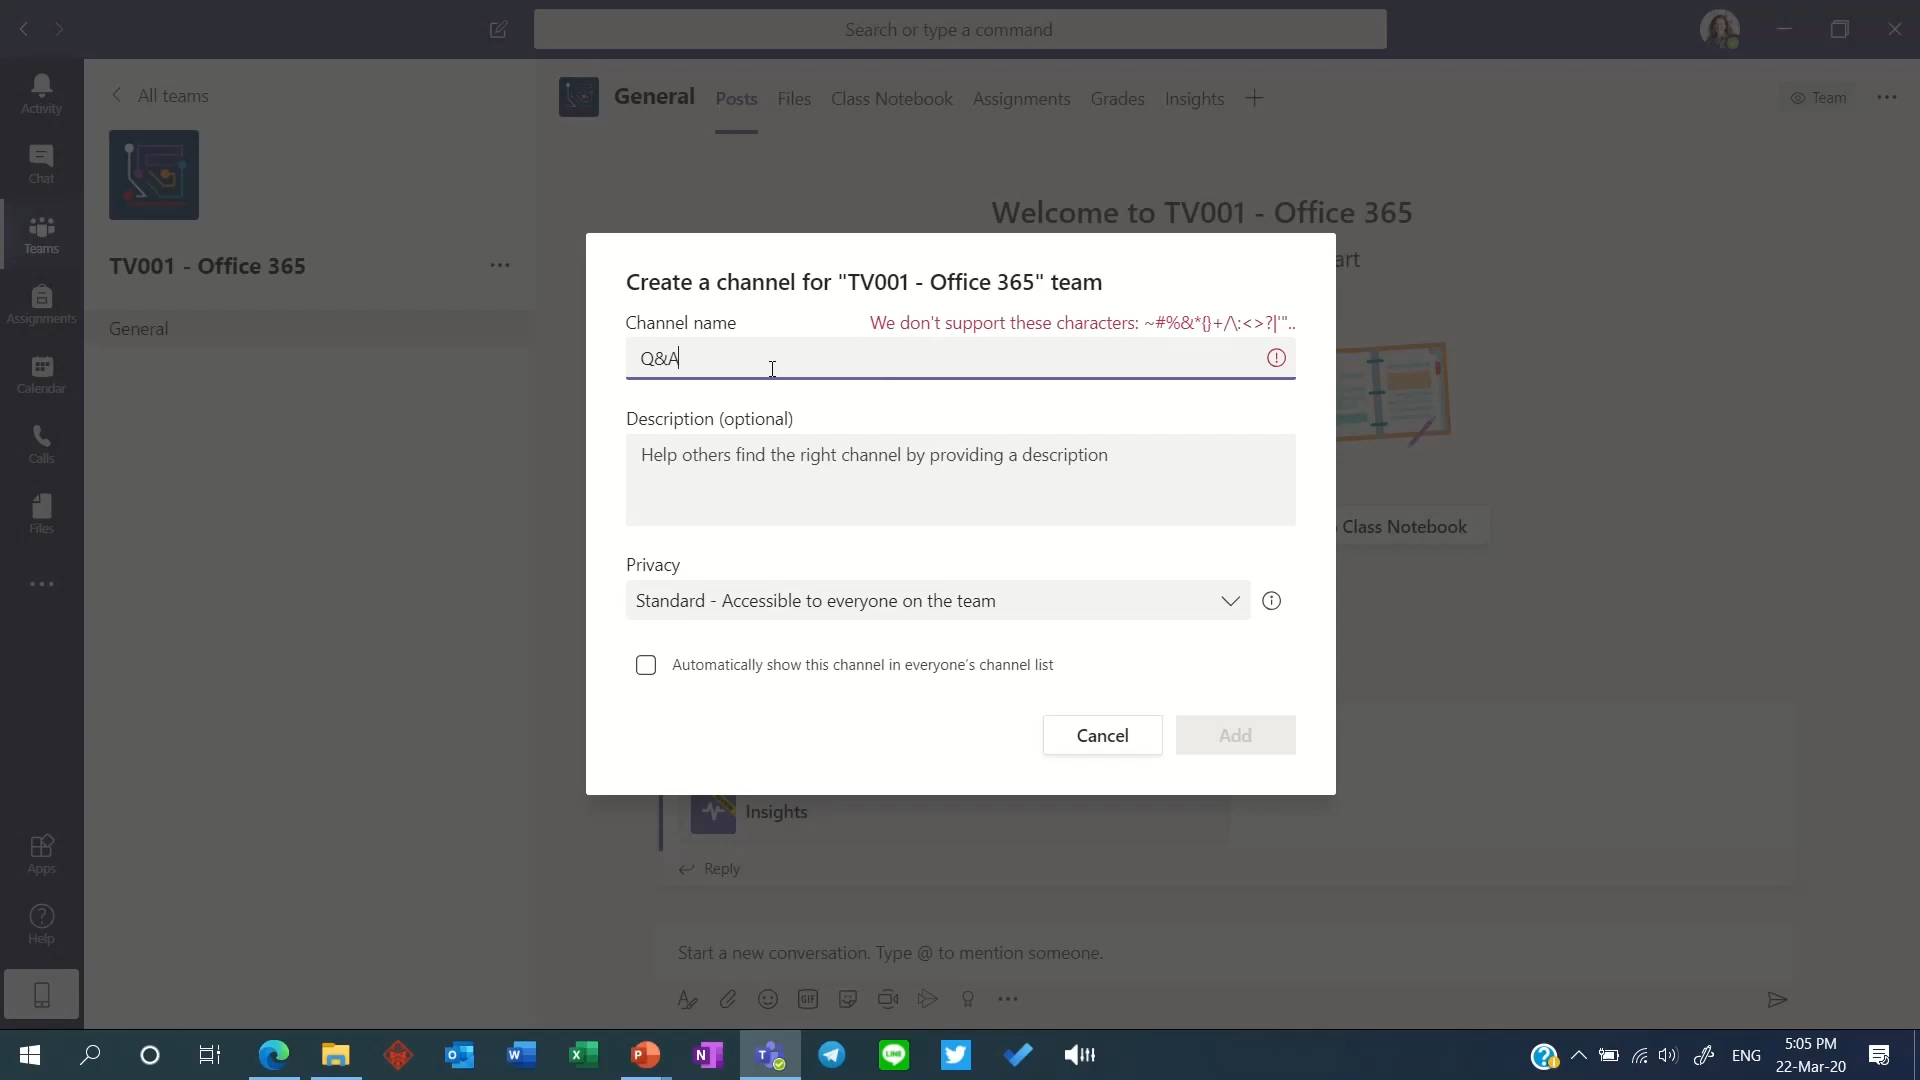 Search or type a command
Activity
Chat
Teams
Assignments
Calendar
Calls
Files
Apps
Help
All teams
TV001 - Office 365
General
General
Posts
Files
Class Notebook
Assignments
Grades
Insights
Team
Welcome to TV001 - Office 365
art
Class Notebook
Create a channel for "TV001 - Office 365" team
Channel name
We don't support these characters: ~#%&*{}+/\:<>?|'"..
Q&A
Description (optional)
Help others find the right channel by providing a description
Privacy
Standard - Accessible to everyone on the team
Automatically show this channel in everyone's channel list
Cancel
Add
Insights
Reply
Start a new conversation. Type @ to mention someone.
GIF
ENG
5:05 PM
22-Mar-20